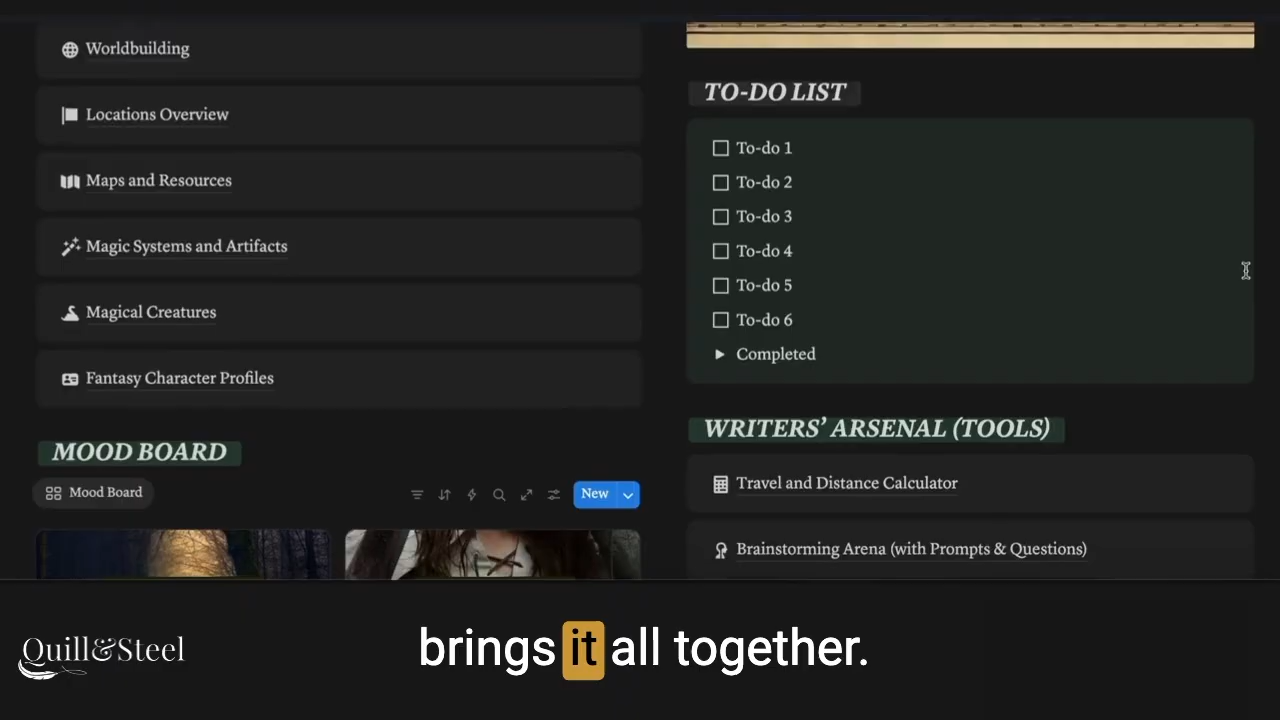 Worldbuilding
Locations Overview
Maps and Resources
Magic Systems and Artifacts
Magical Creatures
Fantasy Character Profiles
MOOD BOARD
Mood Board
New
TO-DO LIST
To-do 1
To-do 2
To-do 3
To-do 4
To-do 5
To-do 6
Completed
WRITERS’ ARSENAL (TOOLS)
Travel and Distance Calculator
Brainstorming Arena (with Prompts & Questions)
Quill&Steel
brings it all together.